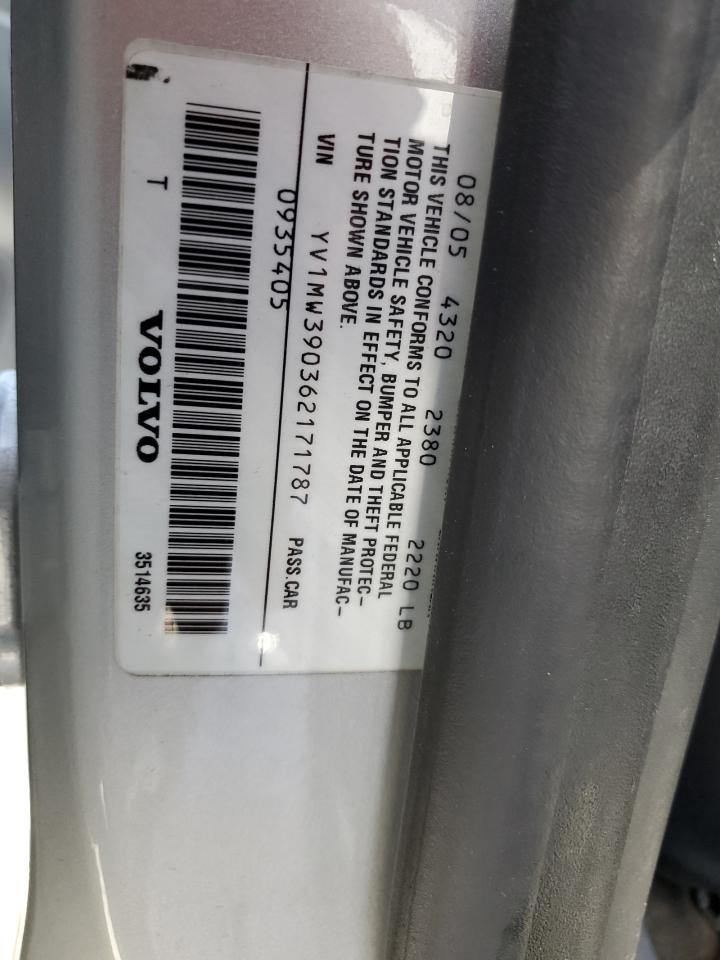 08/05 4320 2380 2220 LB
THIS VEHICLE CONFORMS TO ALL APPLICABLE FEDERAL
MOTOR VEHICLE SAFETY, BUMPER AND THEFT PROTEC-
TION STANDARDS IN EFFECT ON THE DATE OF MANUFAC-
TURE SHOWN ABOVE.
VIN YV1MW390362171787 PASS.CAR
0935405
T VOLVO 3514635